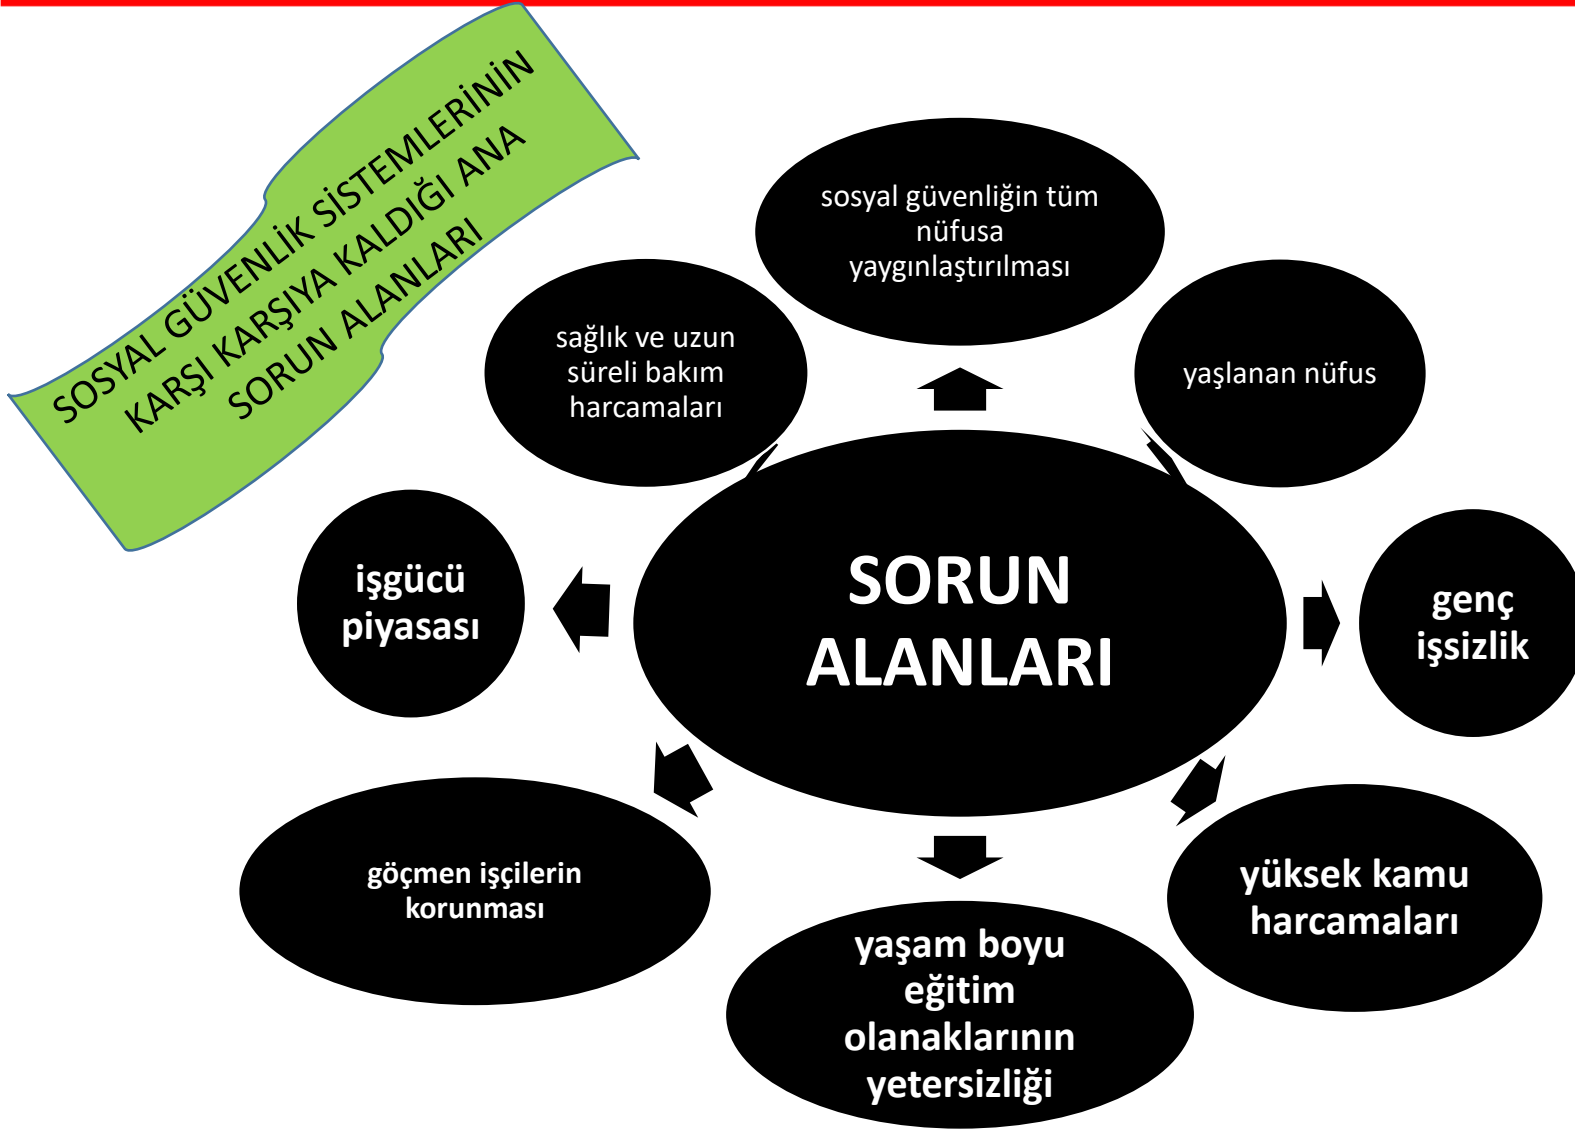 SOSYAL GÜVENLİK SİSTEMLERİNİN
KARŞI KARŞIYA KALDIĞI ANA
SORUN ALANLARI
sosyal güvenliğin tüm
nüfusa
yaygınlaştırılması
sağlık ve uzun
süreli bakım
harcamaları
yaşlanan nüfus
işgücü
piyasası
SORUN
ALANLARI
genç
işsizlik
göçmen işçilerin
korunması
yüksek kamu
harcamaları
yaşam boyu
eğitim
olanaklarının
yetersizliği